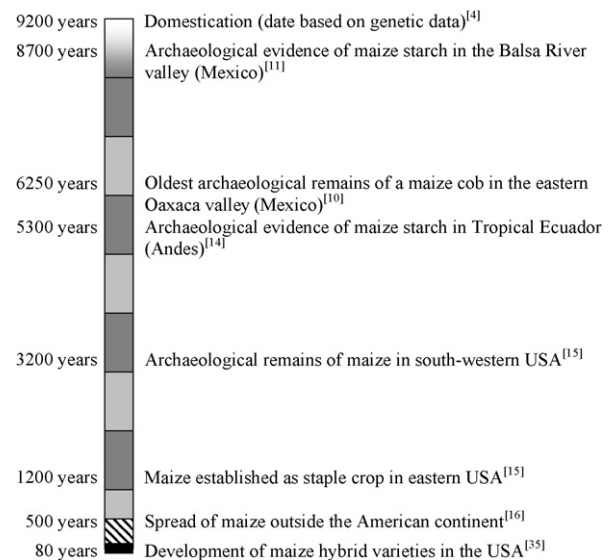 9200 years Domestication (date based on genetic data)[4]
8700 years Archaeological evidence of maize starch in the Balsa River
valley (Mexico)[11]
6250 years Oldest archaeological remains of a maize cob in the eastern
Oaxaca valley (Mexico)[10]
5300 years Archaeological evidence of maize starch in Tropical Ecuador
(Andes)[14]
3200 years Archaeological remains of maize in south-western USA[15]
1200 years Maize established as staple crop in eastern USA[15]
500 years Spread of maize outside the American continent[16]
80 years Development of maize hybrid varieties in the USA[35]